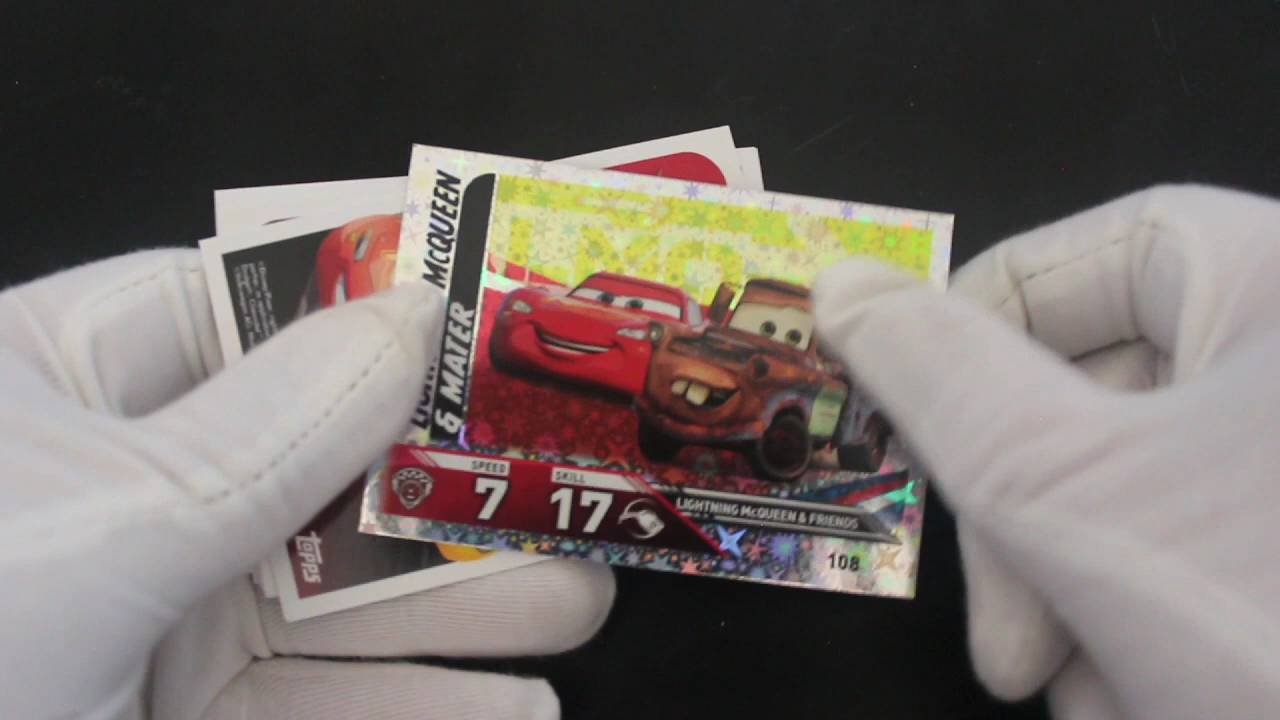 McQUEEN
& MATER
SPEED
7
SKILL
17
LIGHTNING McQUEEN & FRIENDS
108
topps